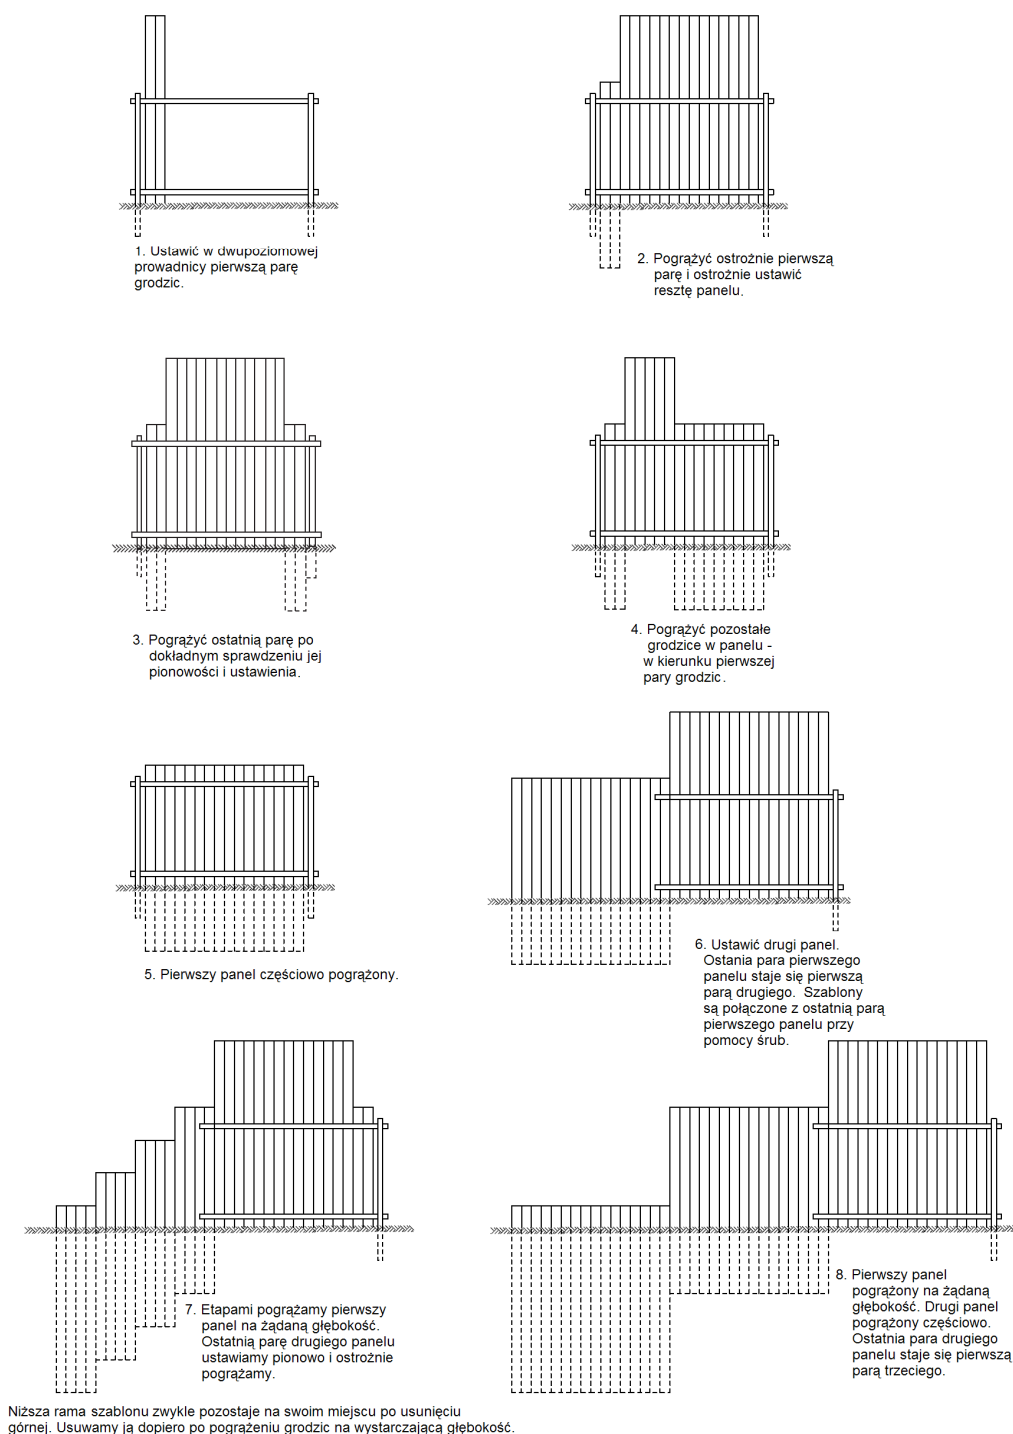 1. Ustawić w dwupoziomowej
prowadnicy pierwszą parę
grodzic.
2. Pogrążyć ostrożnie pierwszą
parę i ostrożnie ustawić
resztę panelu.
3. Pogrążyć ostatnią parę po
dokładnym sprawdzeniu jej
pionowości i ustawienia.
4. Pogrążyć pozostałe
grodzice w panelu -
w kierunku pierwszej
pary grodzic.
5. Pierwszy panel częściowo pogrążony.
6. Ustawić drugi panel.
Ostania para pierwszego
panelu staje się pierwszą
parą drugiego. Szablony
są połączone z ostatnią parą
pierwszego panelu przy
pomocy śrub.
7. Etapami pogrążamy pierwszy
panel na żądaną głębokość.
Ostatnią parę drugiego panelu
ustawiamy pionowo i ostrożnie
pogrążamy.
8. Pierwszy panel
pogrążony na żądaną
głębokość. Drugi panel
pogrążony częściowo.
Ostatnia para drugiego
panelu staje się pierwszą
parą trzeciego.
Niższa rama szablonu zwykle pozostaje na swoim miejscu po usunięciu
górnej. Usuwamy ją dopiero po pogrążeniu grodzic na wystarczającą głębokość.